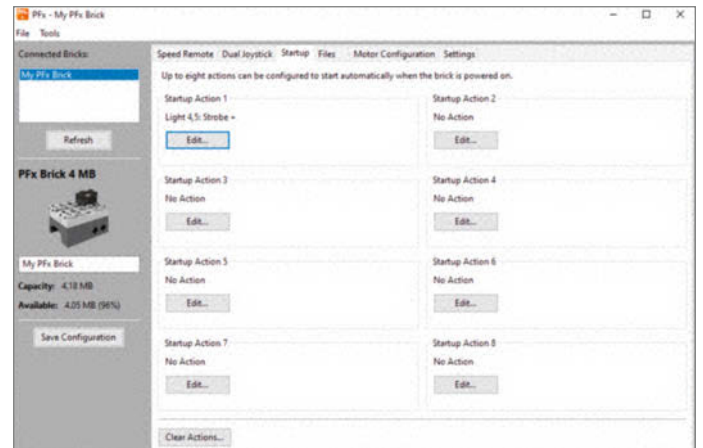 PFx - My PFx Brick
File Tools
Connected Bricks:
My PFx Brick
Refresh
PFx Brick 4 MB
My PFx Brick
Capacity: 4,18 MB
Available: 4,05 MB (96%)
Save Configuration
Speed Remote Dual Joystick Startup Files Motor Configuration Settings
Up to eight actions can be configured to start automatically when the brick is powered on.
Startup Action 1
Light 4,5: Strobe +
Edit...
Startup Action 2
No Action
Edit...
Startup Action 3
No Action
Edit...
Startup Action 4
No Action
Edit...
Startup Action 5
No Action
Edit...
Startup Action 6
No Action
Edit...
Startup Action 7
No Action
Edit...
Startup Action 8
No Action
Edit...
Clear Actions...